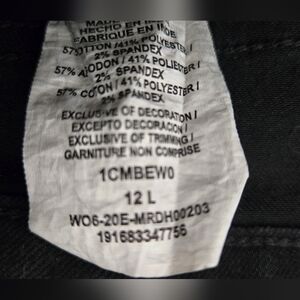 MADE IN
HECHO EN
FABRIQUE EN
57% COTTON / 41% POLYESTER /
2% SPANDEX
57% ALGODON / 41% POLIESTER /
2% SPANDEX
57% COTON / 41% POLYESTER /
2% SPANDEX
EXCLUSIVE OF DECORATION /
EXCEPTO DECORACION /
EXCLUSIVE OF TRIMMING /
GARNITURE NON COMPRISE
1CMBEW0
12 L
WO6-20E-MRDH00203
191683347756